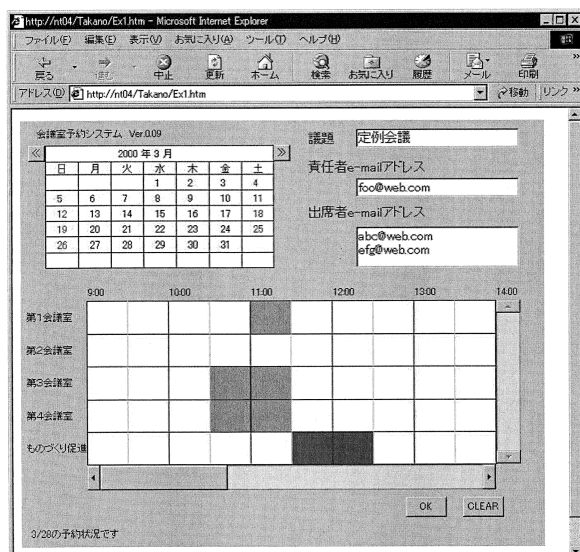 http://nt04/Takano/Ex1.htm - Microsoft Internet Explorer
ファイル(F) 編集(E) 表示(V) お気に入り(A) ツール(T) ヘルプ(H)
戻る 進む 中止 更新 ホーム 検索 お気に入り 履歴 メール 印刷
アドレス(D) http://nt04/Takano/Ex1.htm 移動 リンク
会議室予約システム Ver.0.09
2000 年 3 月
日 月 火 水 木 金 土
1 2 3 4
5 6 7 8 9 10 11
12 13 14 15 16 17 18
19 20 21 22 23 24 25
26 27 28 29 30 31
議題 定例会議
責任者e-mailアドレス
foo@web.com
出席者e-mailアドレス
abc@web.com
efg@web.com
9:00 10:00 11:00 12:00 13:00 14:00
第1会議室
第2会議室
第3会議室
第4会議室
ものづくり促進
OK CLEAR
3/28の予約状況です